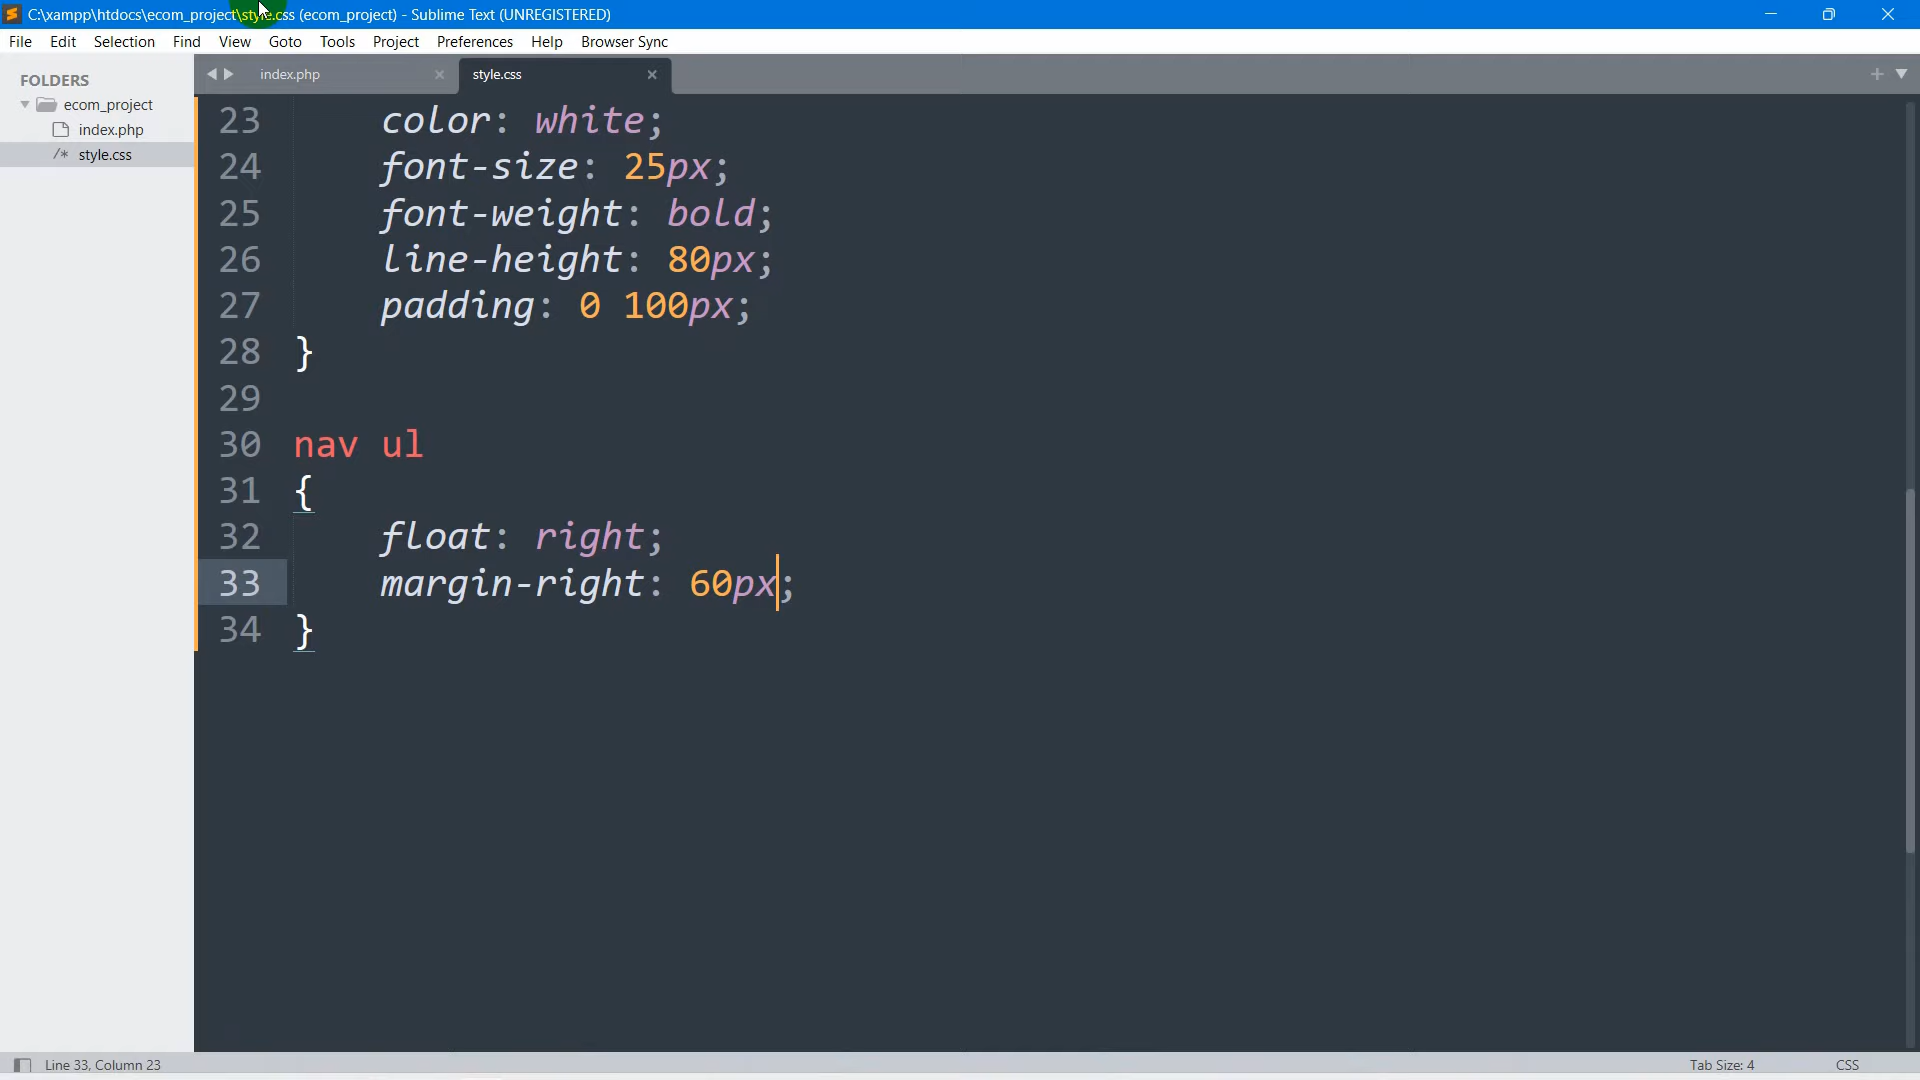 C:\xampp\htdocs\ecom_project\style.css (ecom_project) - Sublime Text (UNREGISTERED)
File Edit Selection Find View Goto Tools Project Preferences Help Browser Sync
FOLDERS
ecom_project
index.php
/* style.css
index.php style.css
23 color: white;
24 font-size: 25px;
25 font-weight: bold;
26 line-height: 80px;
27 padding: 0 100px;
28 }
29
30 nav ul
31 {
32 float: right;
33 margin-right: 60px;
34 }
Line 33, Column 23
Tab Size: 4
CSS